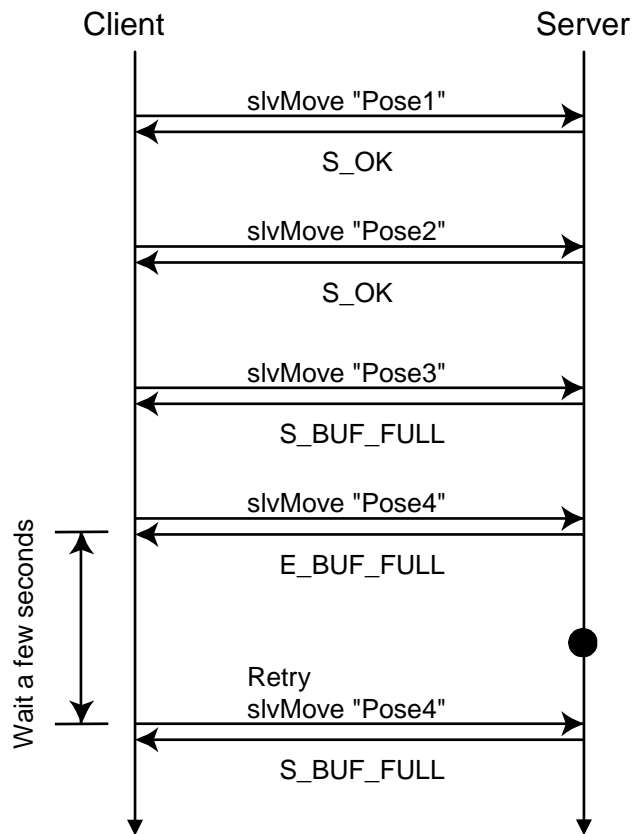 Client
Server
slvMove "Pose1"
S_OK
slvMove "Pose2"
S_OK
slvMove "Pose3"
S_BUF_FULL
slvMove "Pose4"
E_BUF_FULL
Wait a few seconds
Retry
slvMove "Pose4"
S_BUF_FULL